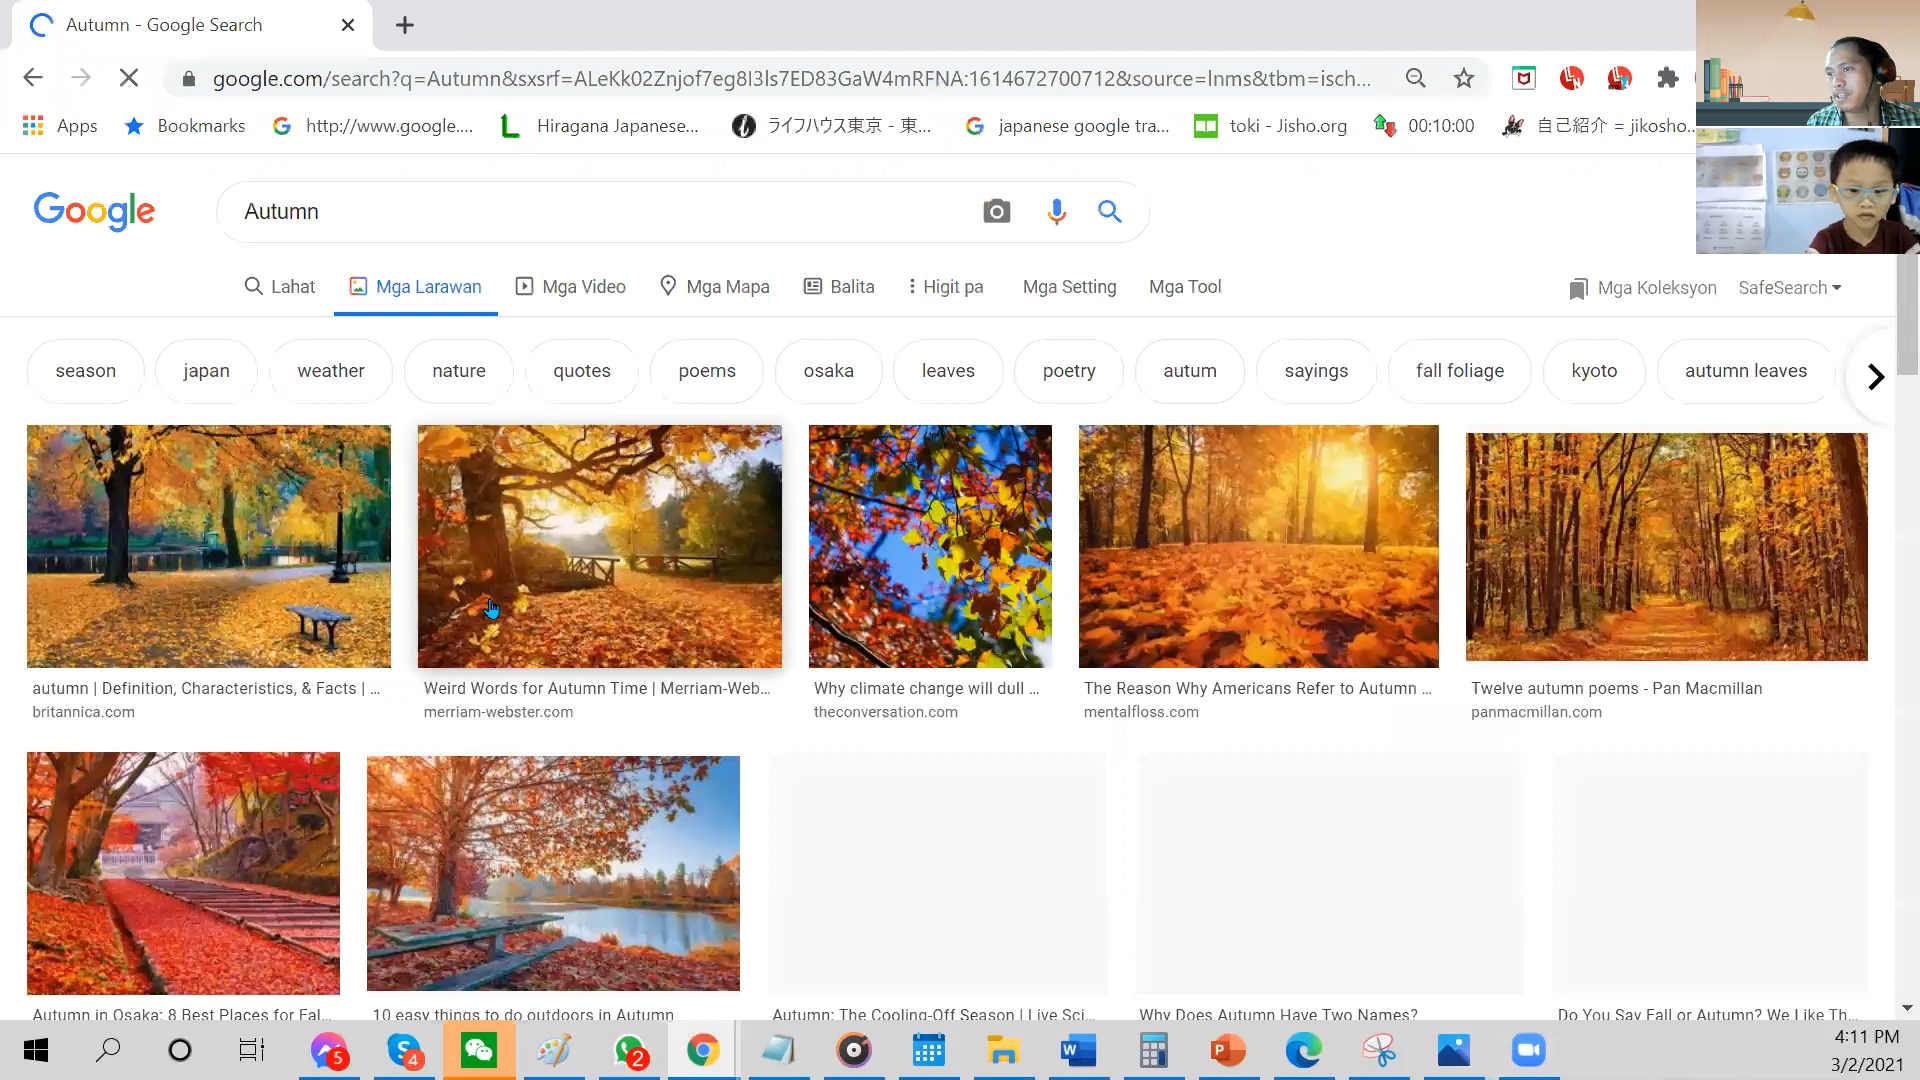 Autumn - Google Search
google.com/search?q=Autumn&sxsrf=ALeKk02Znjof7eg8I3ls7ED83GaW4mRFNA:1614672700712&source=lnms&tbm=isch...
Apps Bookmarks http://www.google.... Hiragana Japanese... ライフハウス東京 - 東... japanese google tra... toki - Jisho.org 00:10:00 自己紹介 = jikosho...
Google Autumn
Lahat Mga Larawan Mga Video Mga Mapa Balita Higit pa Mga Setting Mga Tool Mga Koleksyon SafeSearch
season japan weather nature quotes poems osaka leaves poetry autum sayings fall foliage kyoto autumn leaves
autumn | Definition, Characteristics, & Facts | ...
britannica.com
Weird Words for Autumn Time | Merriam-Web...
merriam-webster.com
Why climate change will dull ...
theconversation.com
The Reason Why Americans Refer to Autumn ...
mentalfloss.com
Twelve autumn poems - Pan Macmillan
panmacmillan.com
Autumn in Osaka: 8 Best Places for Fal...
10 easy things to do outdoors in Autumn
Autumn: The Cooling-Off Season | Live Sci...
Why Does Autumn Have Two Names?
Do You Say Fall or Autumn? We Like Th...
5 4 2
4:11 PM
3/2/2021